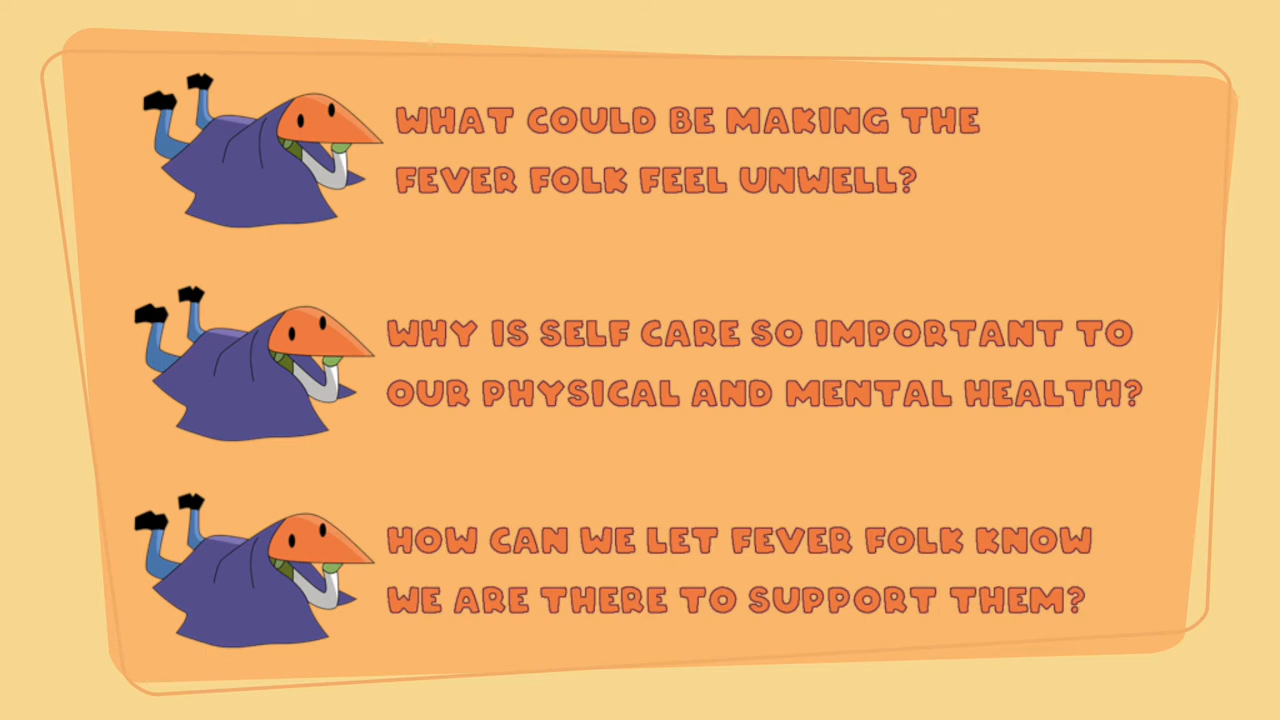 WHAT COULD BE MAKING THE
FEVER FOLK FEEL UNWELL?
WHY IS SELF CARE SO IMPORTANT TO
OUR PHYSICAL AND MENTAL HEALTH?
HOW CAN WE LET FEVER FOLK KNOW
WE ARE THERE TO SUPPORT THEM?